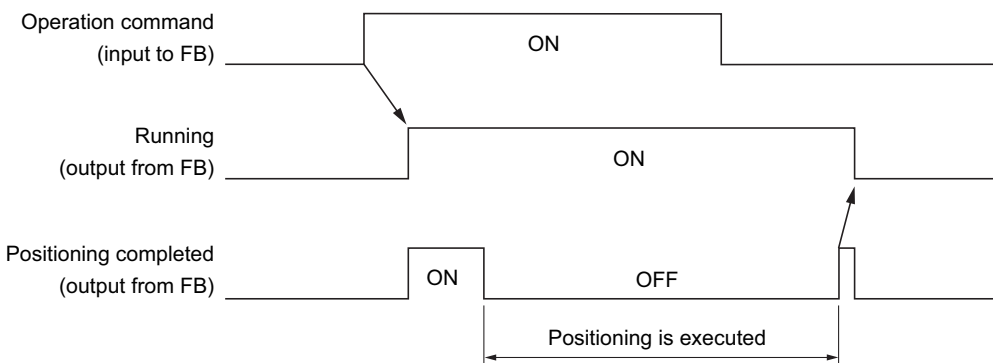 Operation command
(input to FB)
ON
Running
(output from FB)
ON
Positioning completed
(output from FB)
ON
OFF
Positioning is executed